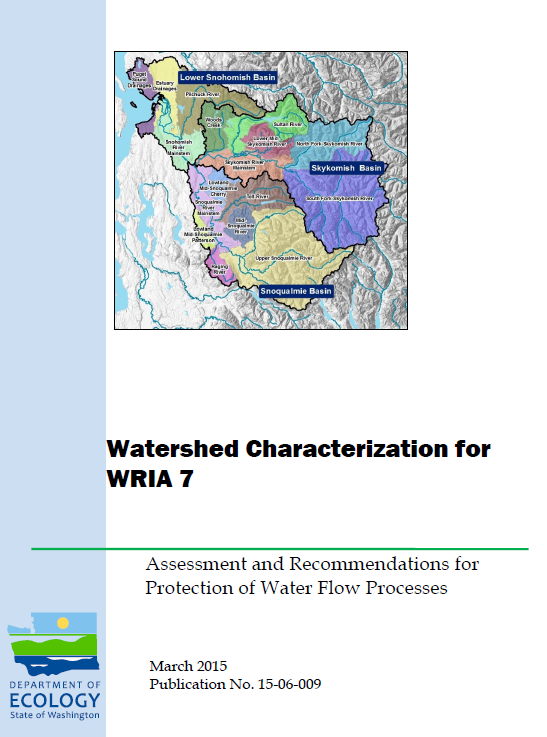 Lower Snohomish Basin
Puget
Sound
Drainages
Estuary
Drainages
Pilchuck River
Woods
Creek
Sultan River
Lower Mid-
Skykomish River
North Fork Skykomish River
Snohomish
River
Mainstem
Skykomish River
Mainstem
Skykomish Basin
Lowland
Mid-Snoqualmie
Cherry
Tolt River
South Fork Skykomish River
Snoqualmie
River
Mainstem
Mid-
Snoqualmie
River
Lowland
Mid-Snoqualmie
Patterson
Upper Snoqualmie River
Raging
River
Snoqualmie Basin
Watershed Characterization for
WRIA 7
Assessment and Recommendations for
Protection of Water Flow Processes
March 2015
Publication No. 15-06-009
DEPARTMENT OF
ECOLOGY
State of Washington